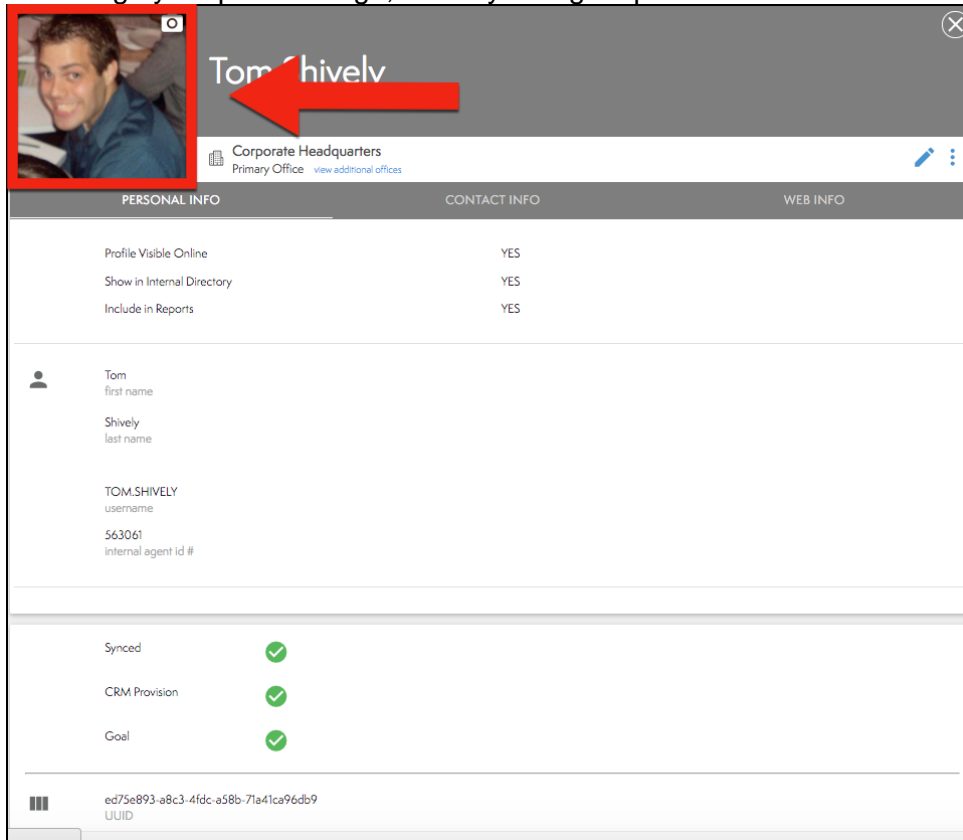 Tom Shively
Corporate Headquarters
Primary Office view additional offices
PERSONAL INFO CONTACT INFO WEB INFO
Profile Visible Online YES
Show in Internal Directory YES
Include in Reports YES
Tom
first name
Shively
last name
TOM.SHIVELY
username
563061
internal agent id #
Synced
CRM Provision
Goal
ed75e893-a8c3-4fdc-a58b-71a41ca96db9
UUID